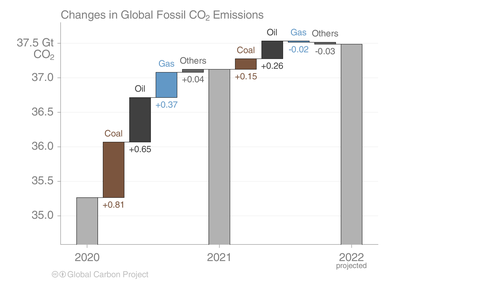 Changes in Global Fossil CO₂ Emissions
37.5 Gt
CO₂
37.0
36.5
36.0
35.5
35.0
Coal
+0.81
Oil
+0.65
Gas
+0.37
Others
+0.04
Coal
+0.15
Oil
+0.26
Gas
-0.02
Others
-0.03
2020
2021
2022
projected
Global Carbon Project